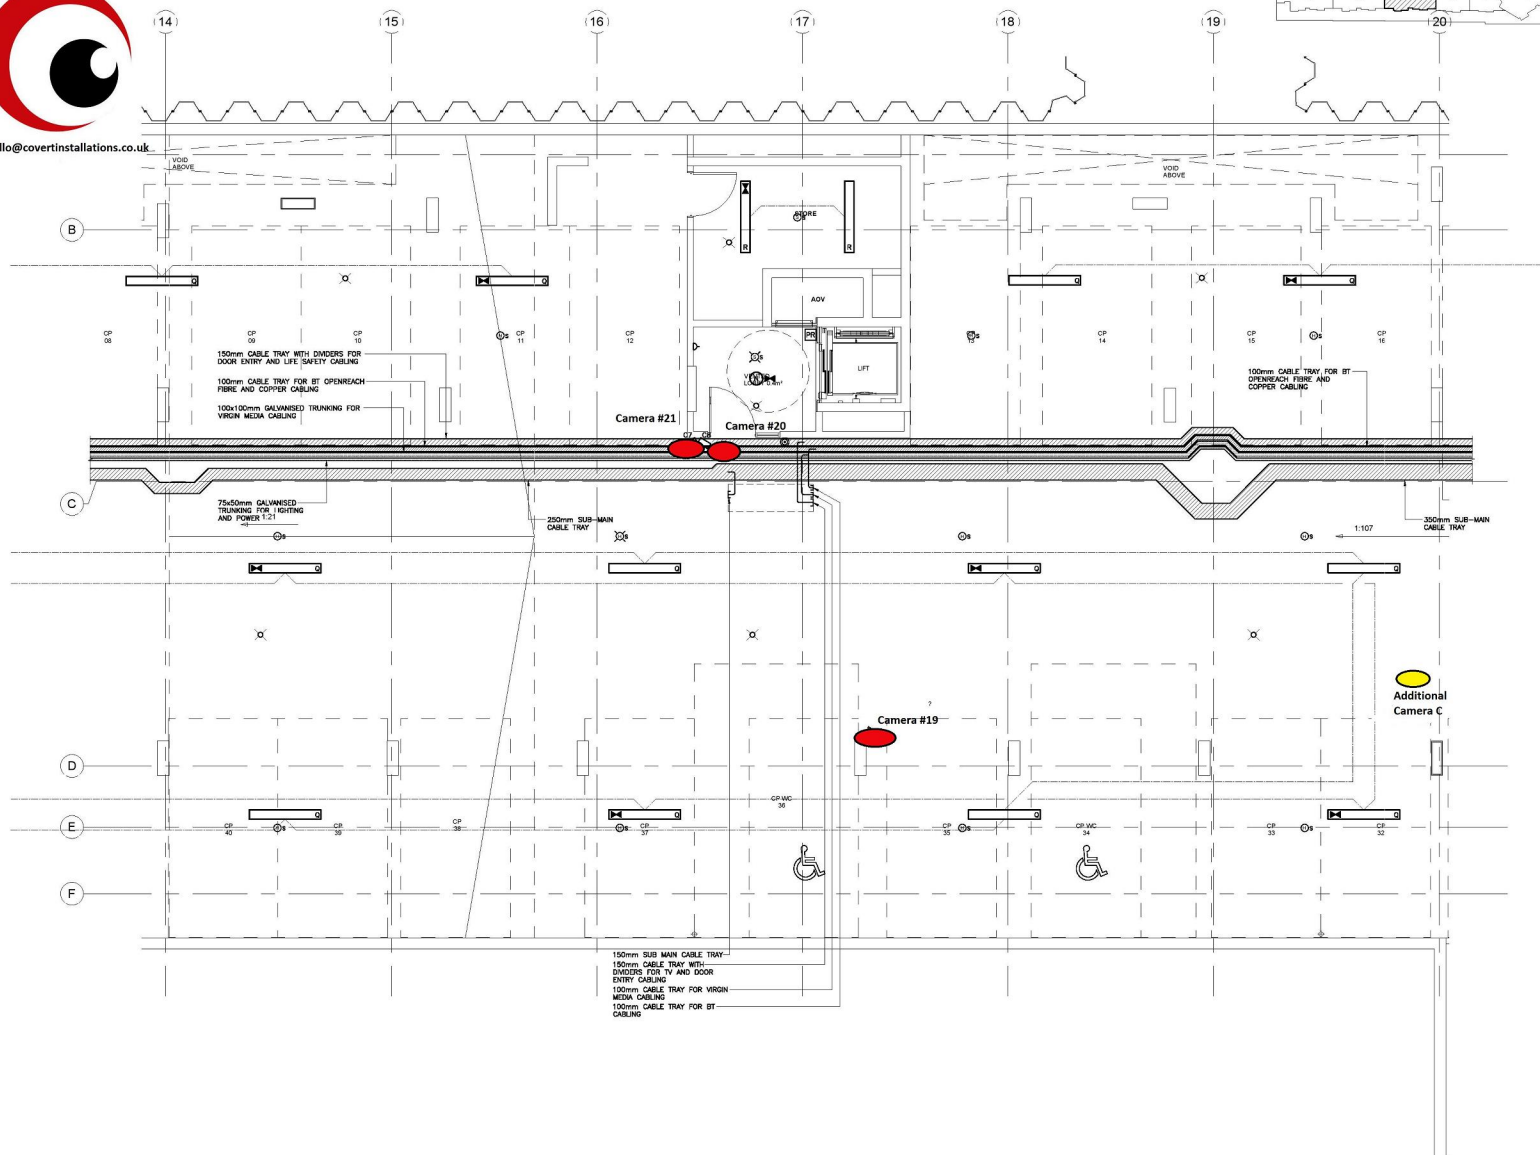 14
15
16
17
18
19
20
llo@covertinstallations.co.uk
VOID
ABOVE
VOID
ABOVE
STORE
B
R
R
Q
Q
Q
Q
AOV
PR
LIFT
CP
08
CP
09
CP
10
CP
11
CP
12
13
CP
14
CP
15
CP
16
150mm CABLE TRAY WITH DIVIDERS FOR
DOOR ENTRY AND LIFE SAFETY CABLING
100mm CABLE TRAY FOR BT OPENREACH
FIBRE AND COPPER CABLING
100x100mm GALVANISED TRUNKING FOR
VIRGIN MEDIA CABLING
100mm CABLE TRAY FOR BT
OPENREACH FIBRE AND
COPPER CABLING
Camera #21
Camera #20
C7
C8
C
75x50mm GALVANISED
TRUNKING FOR LIGHTING
AND POWER
1:21
250mm SUB-MAIN
CABLE TRAY
1:107
350mm SUB-MAIN
CABLE TRAY
Q
Q
Q
Q
Additional
Camera C
?
Camera #19
D
CP WC
36
E
CP
40
CP
39
CP
38
CP
37
CP
35
CP WC
34
CP
33
CP
32
Q
Q
Q
Q
F
150mm SUB MAIN CABLE TRAY
150mm CABLE TRAY WITH
DIVIDERS FOR TV AND DOOR
ENTRY CABLING
100mm CABLE TRAY FOR VIRGIN
MEDIA CABLING
100mm CABLE TRAY FOR BT
CABLING